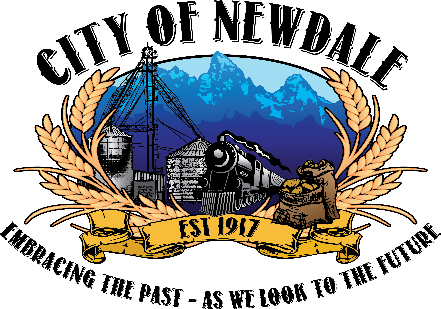 CITY OF NEWDALE
EST 1917
EMBRACING THE PAST - AS WE LOOK TO THE FUTURE